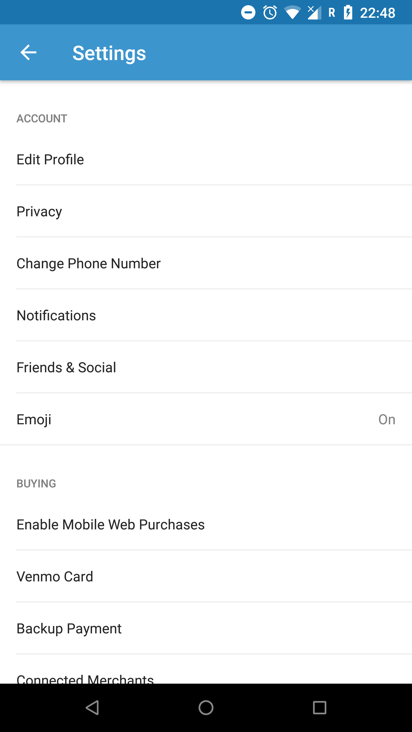 R 22:48
Settings
ACCOUNT
Edit Profile
Privacy
Change Phone Number
Notifications
Friends & Social
Emoji On
BUYING
Enable Mobile Web Purchases
Venmo Card
Backup Payment
Connected Merchants